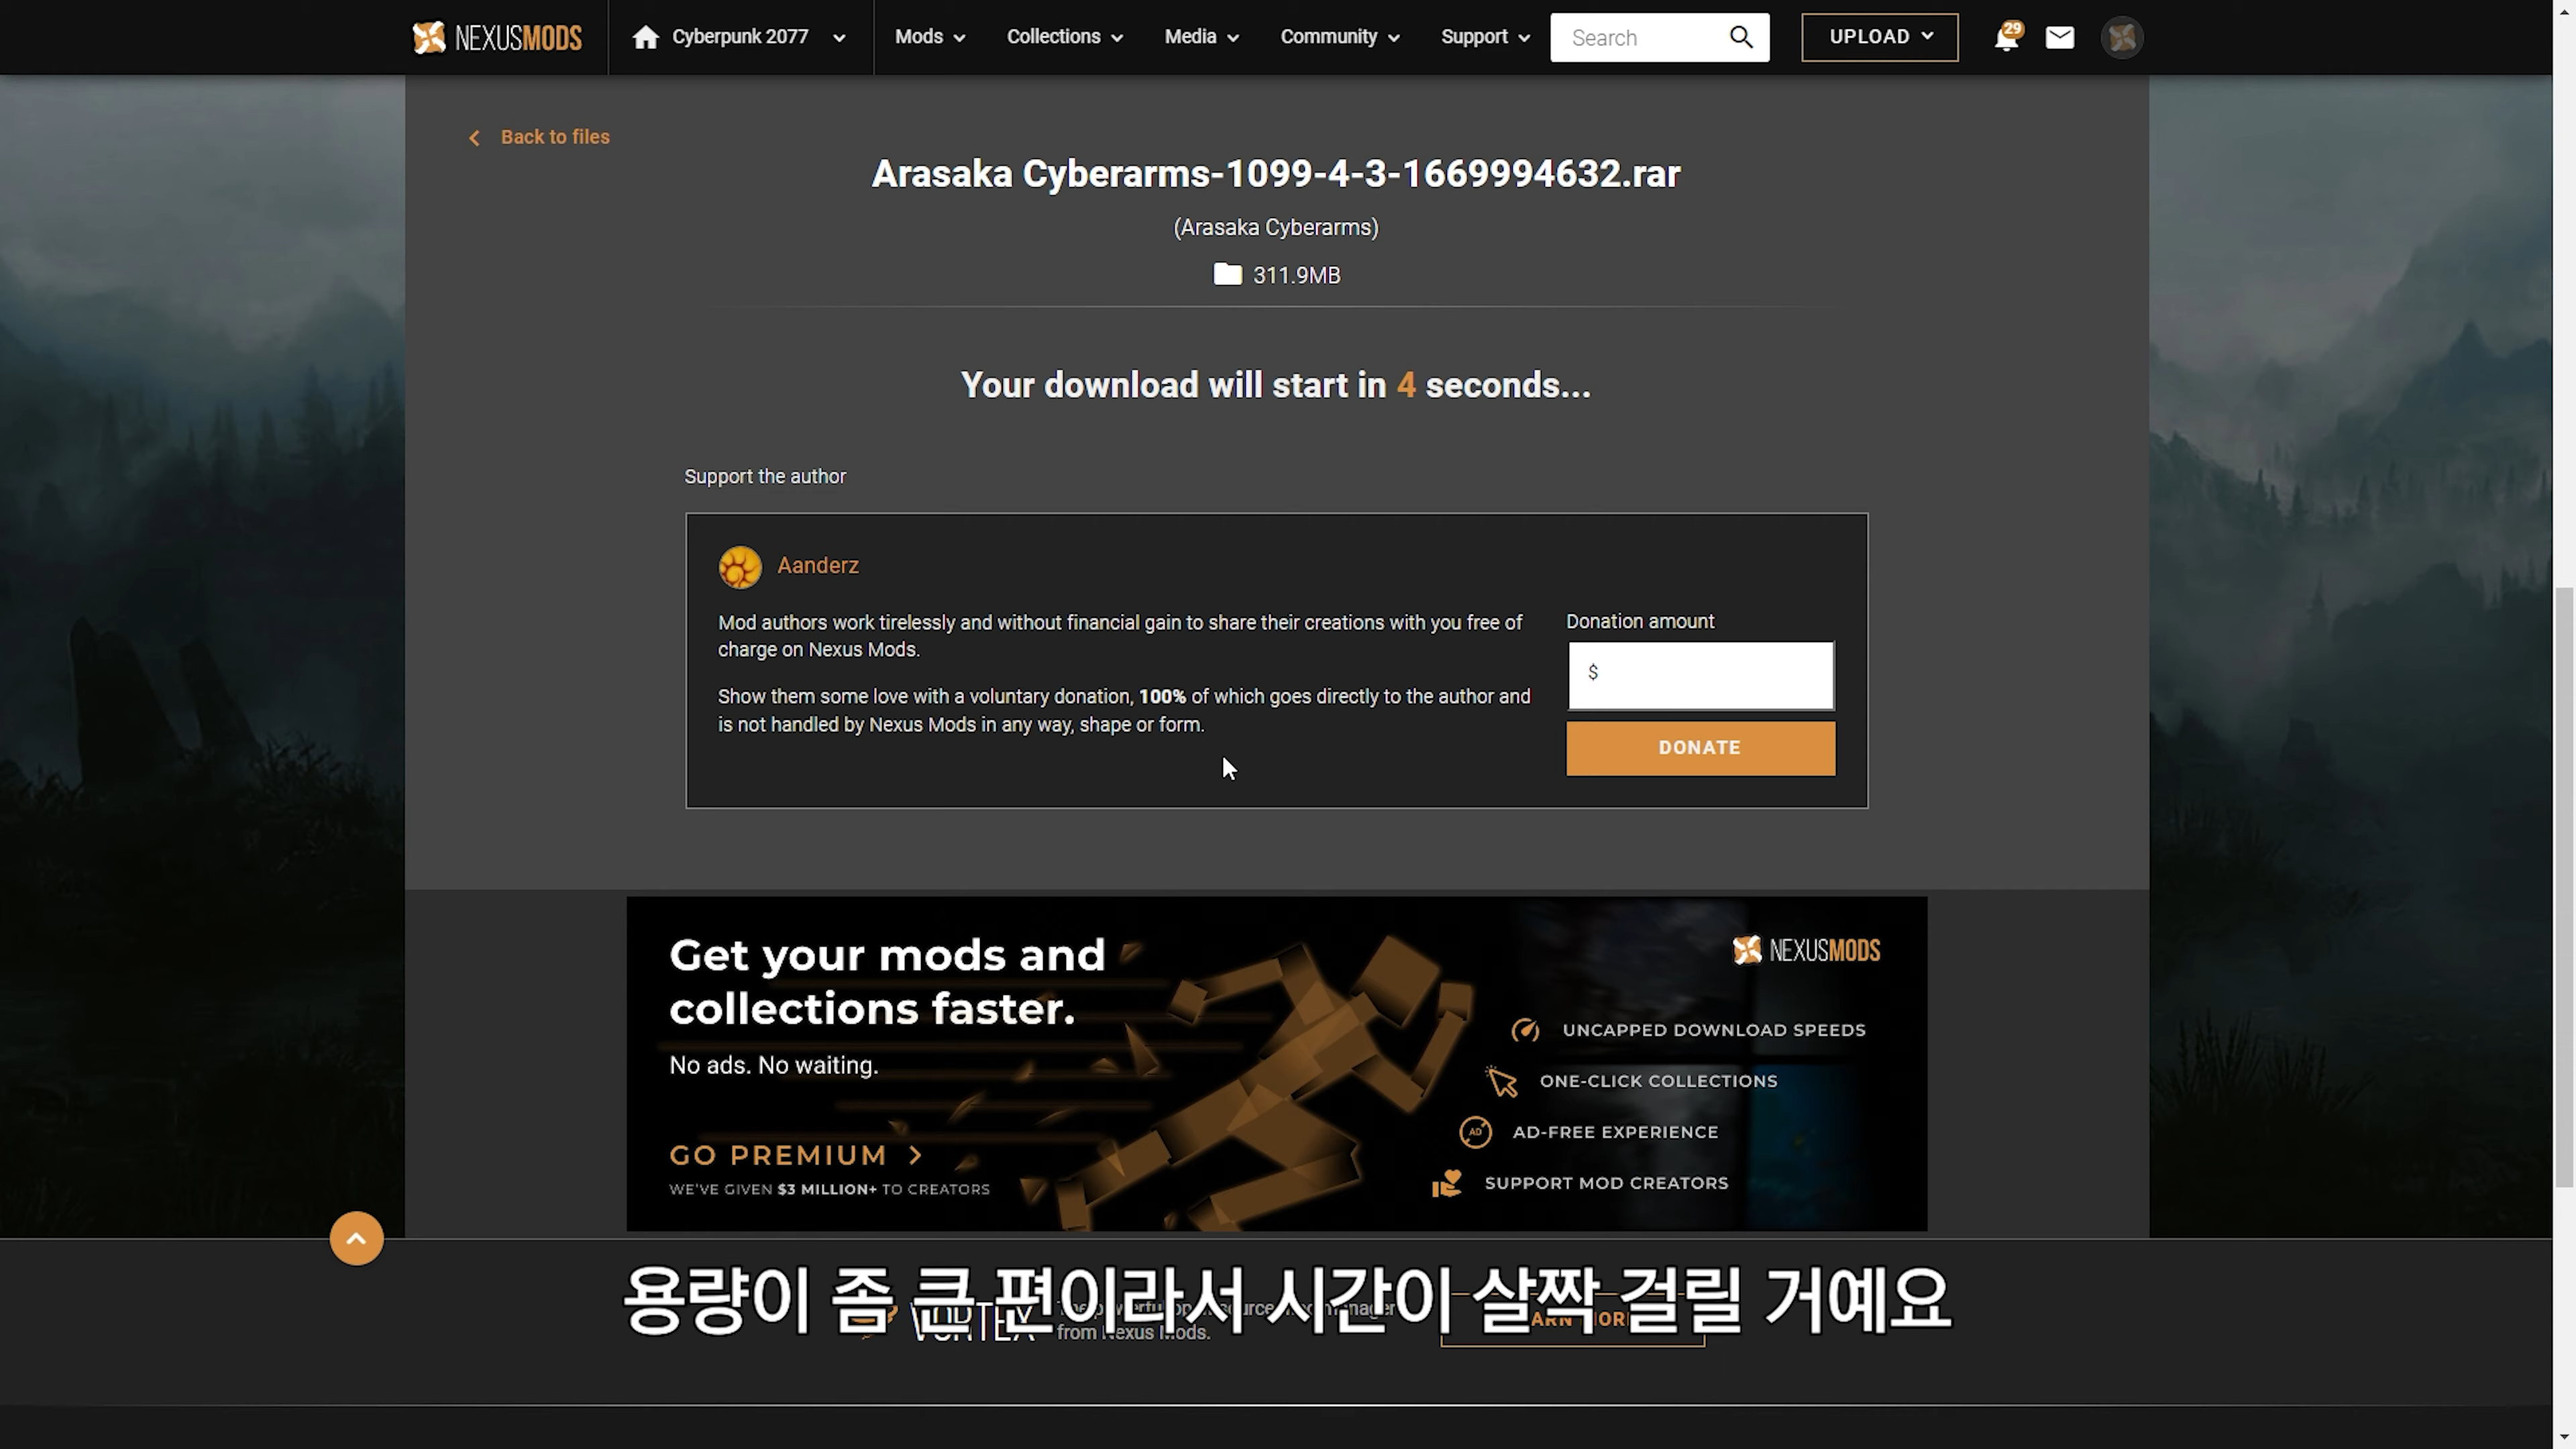 NEXUSMODS
Cyberpunk 2077
Mods
Collections
Media
Community
Support
Search
UPLOAD
29
Back to files
Arasaka Cyberarms-1099-4-3-1669994632.rar
(Arasaka Cyberarms)
311.9MB
Your download will start in 4 seconds...
Support the author
Aanderz
Mod authors work tirelessly and without financial gain to share their creations with you free of
charge on Nexus Mods.
Show them some love with a voluntary donation, 100% of which goes directly to the author and
is not handled by Nexus Mods in any way, shape or form.
Donation amount
$
DONATE
Get your mods and
collections faster.
No ads. No waiting.
GO PREMIUM
WE'VE GIVEN $3 MILLION+ TO CREATORS
NEXUSMODS
UNCAPPED DOWNLOAD SPEEDS
ONE-CLICK COLLECTIONS
AD
AD-FREE EXPERIENCE
SUPPORT MOD CREATORS
용량이 좀 큰 편이라서 시간이 살짝 걸릴 거예요
VORTEX
from Nexus Mods.